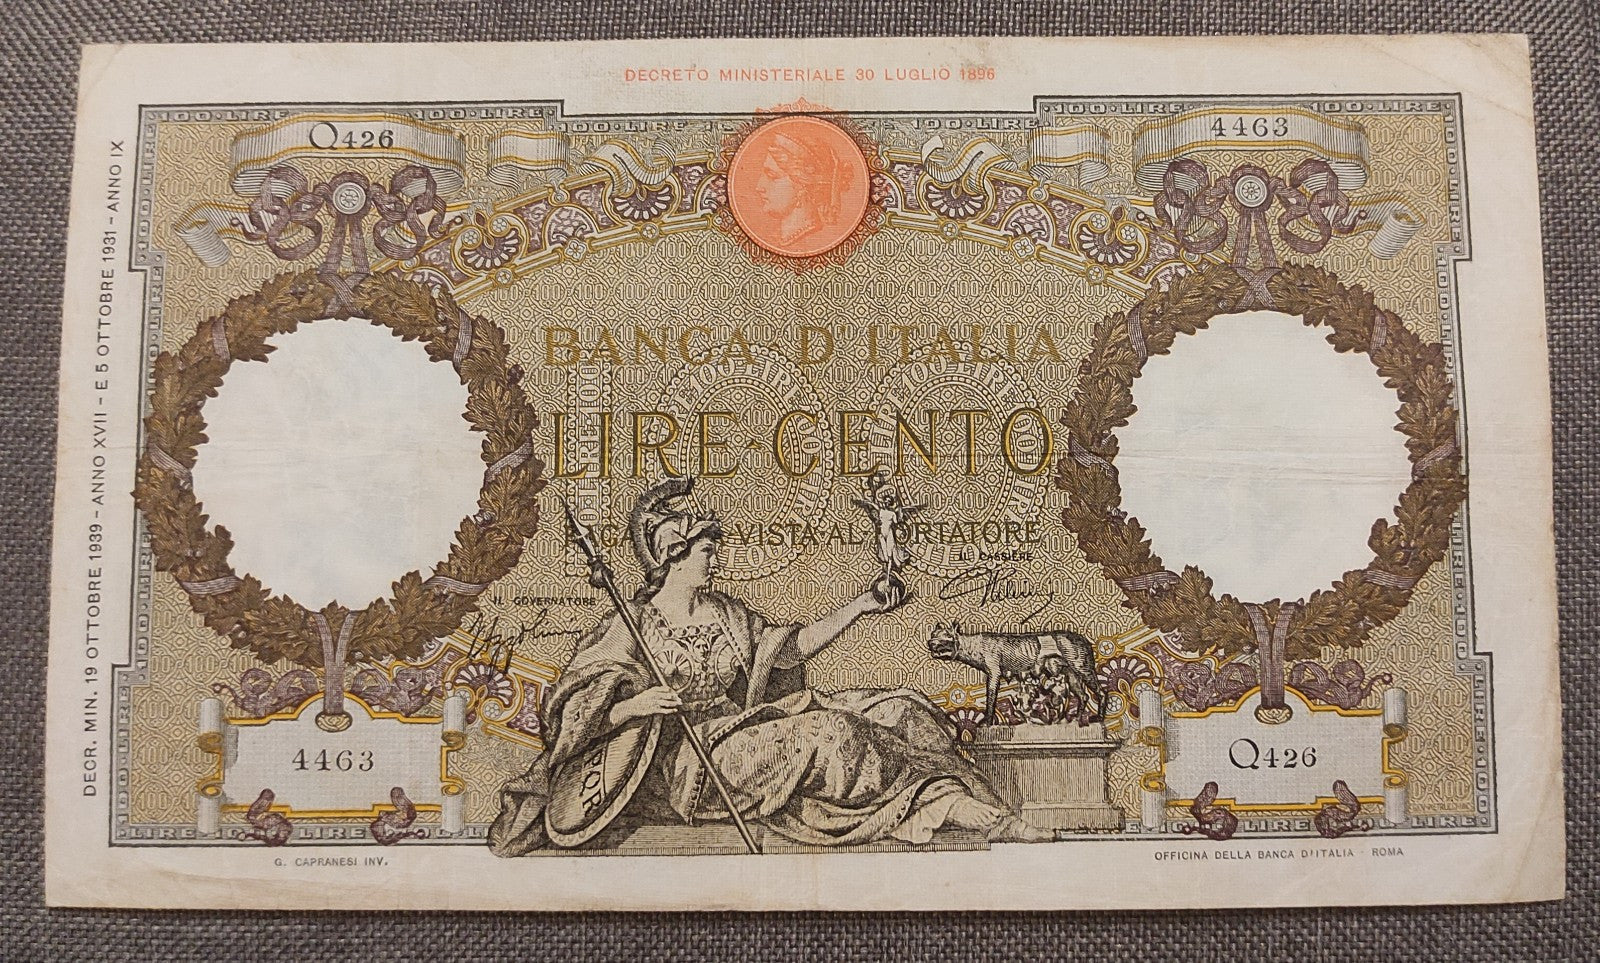 DECRETO MINISTERIALE 30 LUGLIO 1896
Q426
4463
DECR. MIN. 19 OTTOBRE 1939 - ANNO XVII - E 5 OTTOBRE 1931 - ANNO IX
BANCA D'ITALIA
LIRE·CENTO
VISTA·AL
IL CASSIERE
IL GOVERNATORE
4463
Q426
G. CAPRANESI INV.
OFFICINA DELLA BANCA D'ITALIA - ROMA